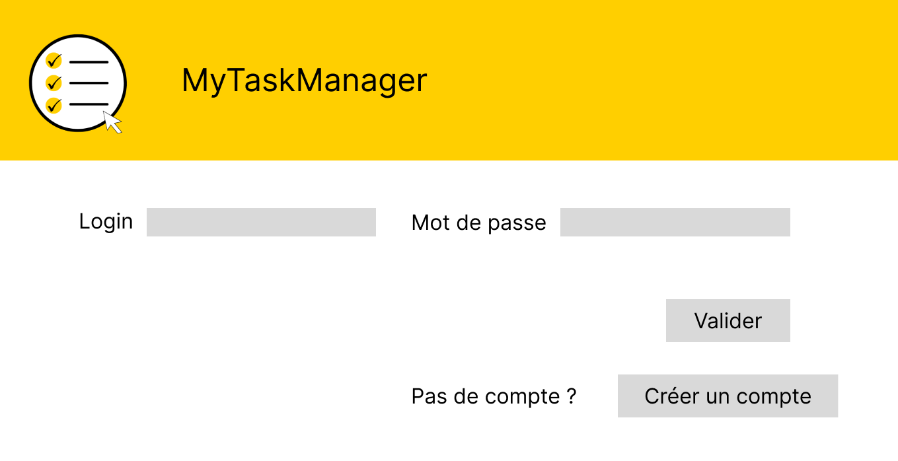 MyTaskManager
Login
Mot de passe
Valider
Pas de compte ?
Créer un compte